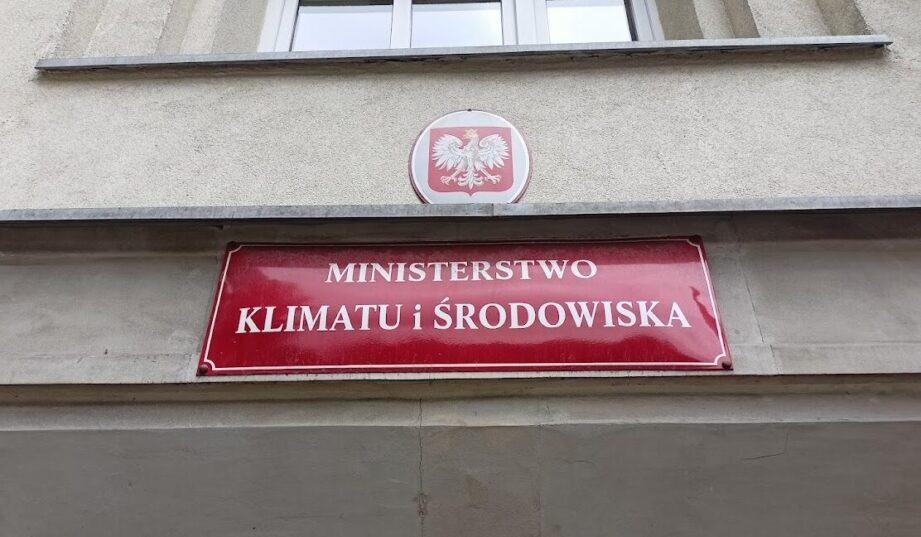 MINISTERSTWO
KLIMATU i ŚRODOWISKA